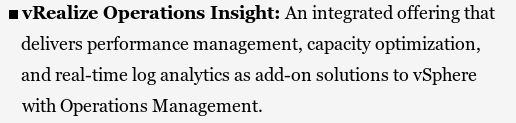 ■ vRealize Operations Insight: An integrated offering that
delivers performance management, capacity optimization,
and real-time log analytics as add-on solutions to vSphere
with Operations Management.